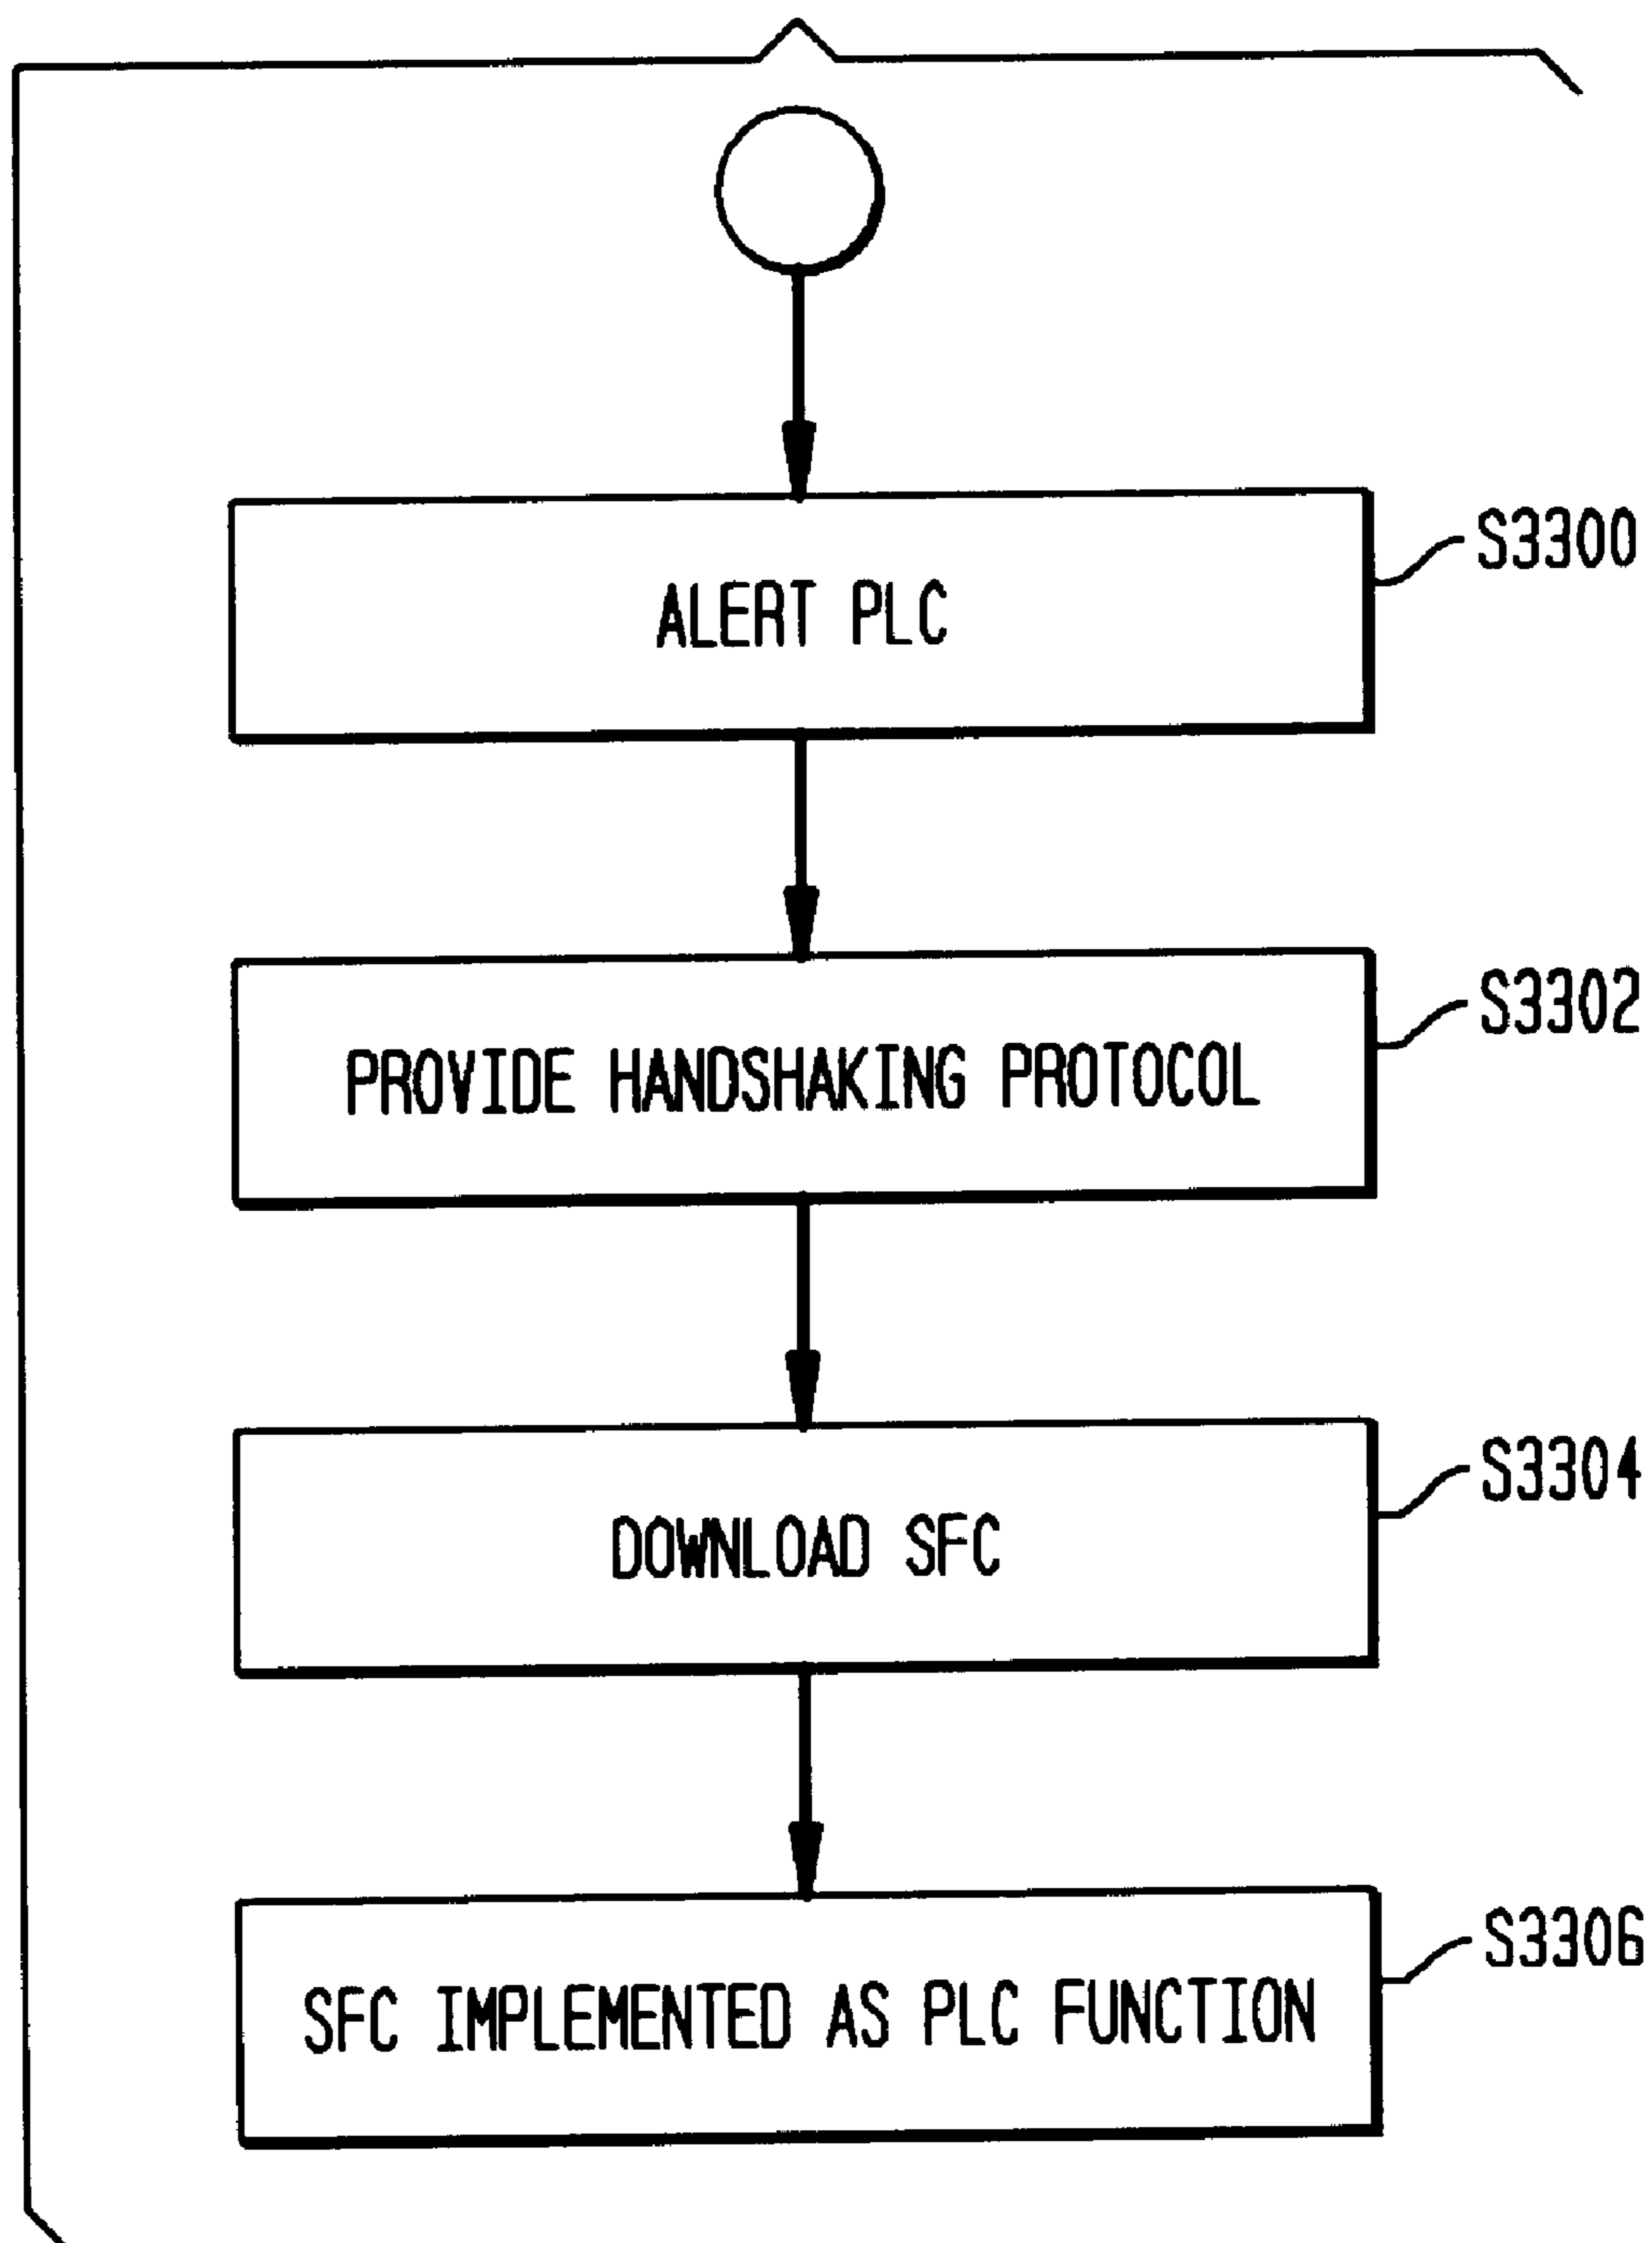 S3300
ALERT PLC
S3302
PROVIDE HANDSHAKING PROTOCOL
S3304
DOWNLOAD SFC
S3306
SFC IMPLEMENTED AS PLC FUNCTION